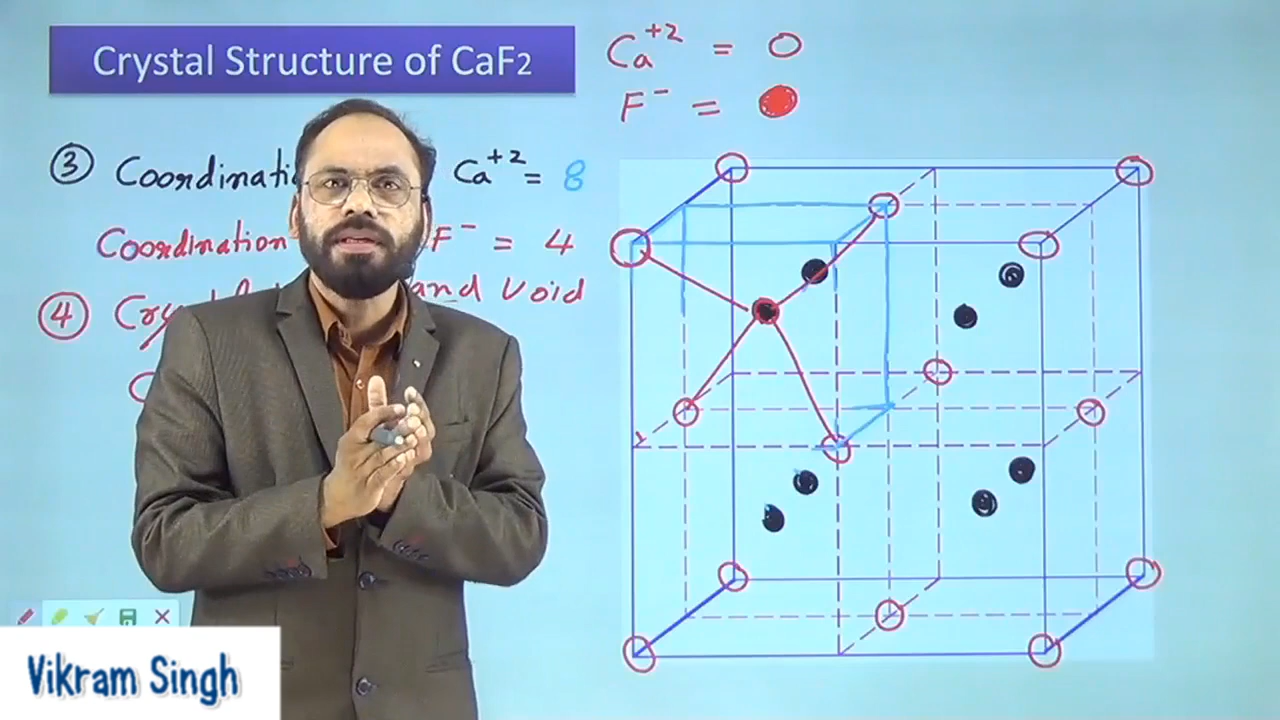 Crystal Structure of CaF2
Ca+2 = O
F- =
③ Coordinati Ca+2 = 8
Coordination F- = 4
④ and void
Vikram Singh